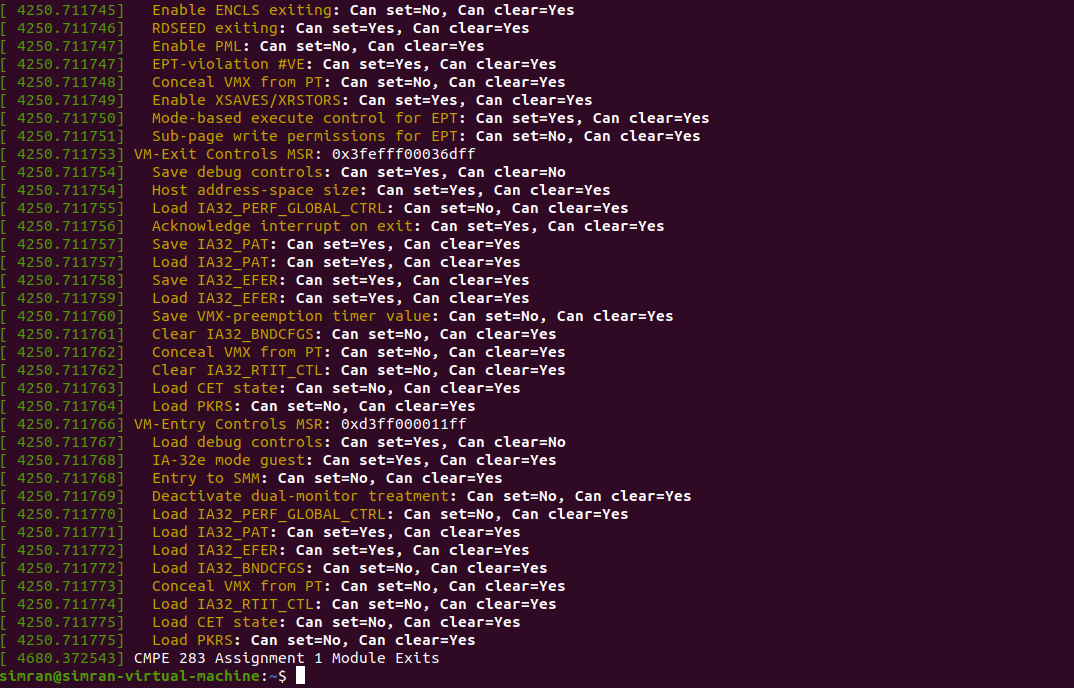 [ 4250.711745]   Enable ENCLS exiting: Can set=No, Can clear=Yes
[ 4250.711746]   RDSEED exiting: Can set=Yes, Can clear=Yes
[ 4250.711747]   Enable PML: Can set=No, Can clear=Yes
[ 4250.711747]   EPT-violation #VE: Can set=Yes, Can clear=Yes
[ 4250.711748]   Conceal VMX from PT: Can set=No, Can clear=Yes
[ 4250.711749]   Enable XSAVES/XRSTORS: Can set=Yes, Can clear=Yes
[ 4250.711750]   Mode-based execute control for EPT: Can set=Yes, Can clear=Yes
[ 4250.711751]   Sub-page write permissions for EPT: Can set=No, Can clear=Yes
[ 4250.711753] VM-Exit Controls MSR: 0x3fefff00036dff
[ 4250.711754]   Save debug controls: Can set=Yes, Can clear=No
[ 4250.711754]   Host address-space size: Can set=Yes, Can clear=Yes
[ 4250.711755]   Load IA32_PERF_GLOBAL_CTRL: Can set=No, Can clear=Yes
[ 4250.711756]   Acknowledge interrupt on exit: Can set=Yes, Can clear=Yes
[ 4250.711757]   Save IA32_PAT: Can set=Yes, Can clear=Yes
[ 4250.711757]   Load IA32_PAT: Can set=Yes, Can clear=Yes
[ 4250.711758]   Save IA32_EFER: Can set=Yes, Can clear=Yes
[ 4250.711759]   Load IA32_EFER: Can set=Yes, Can clear=Yes
[ 4250.711760]   Save VMX-preemption timer value: Can set=No, Can clear=Yes
[ 4250.711761]   Clear IA32_BNDCFGS: Can set=No, Can clear=Yes
[ 4250.711762]   Conceal VMX from PT: Can set=No, Can clear=Yes
[ 4250.711762]   Clear IA32_RTIT_CTL: Can set=No, Can clear=Yes
[ 4250.711763]   Load CET state: Can set=No, Can clear=Yes
[ 4250.711764]   Load PKRS: Can set=No, Can clear=Yes
[ 4250.711766] VM-Entry Controls MSR: 0xd3ff000011ff
[ 4250.711767]   Load debug controls: Can set=Yes, Can clear=No
[ 4250.711768]   IA-32e mode guest: Can set=Yes, Can clear=Yes
[ 4250.711768]   Entry to SMM: Can set=No, Can clear=Yes
[ 4250.711769]   Deactivate dual-monitor treatment: Can set=No, Can clear=Yes
[ 4250.711770]   Load IA32_PERF_GLOBAL_CTRL: Can set=No, Can clear=Yes
[ 4250.711771]   Load IA32_PAT: Can set=Yes, Can clear=Yes
[ 4250.711772]   Load IA32_EFER: Can set=Yes, Can clear=Yes
[ 4250.711772]   Load IA32_BNDCFGS: Can set=No, Can clear=Yes
[ 4250.711773]   Conceal VMX from PT: Can set=No, Can clear=Yes
[ 4250.711774]   Load IA32_RTIT_CTL: Can set=No, Can clear=Yes
[ 4250.711775]   Load CET state: Can set=No, Can clear=Yes
[ 4250.711775]   Load PKRS: Can set=No, Can clear=Yes
[ 4680.372543] CMPE 283 Assignment 1 Module Exits
simran@simran-virtual-machine:~$